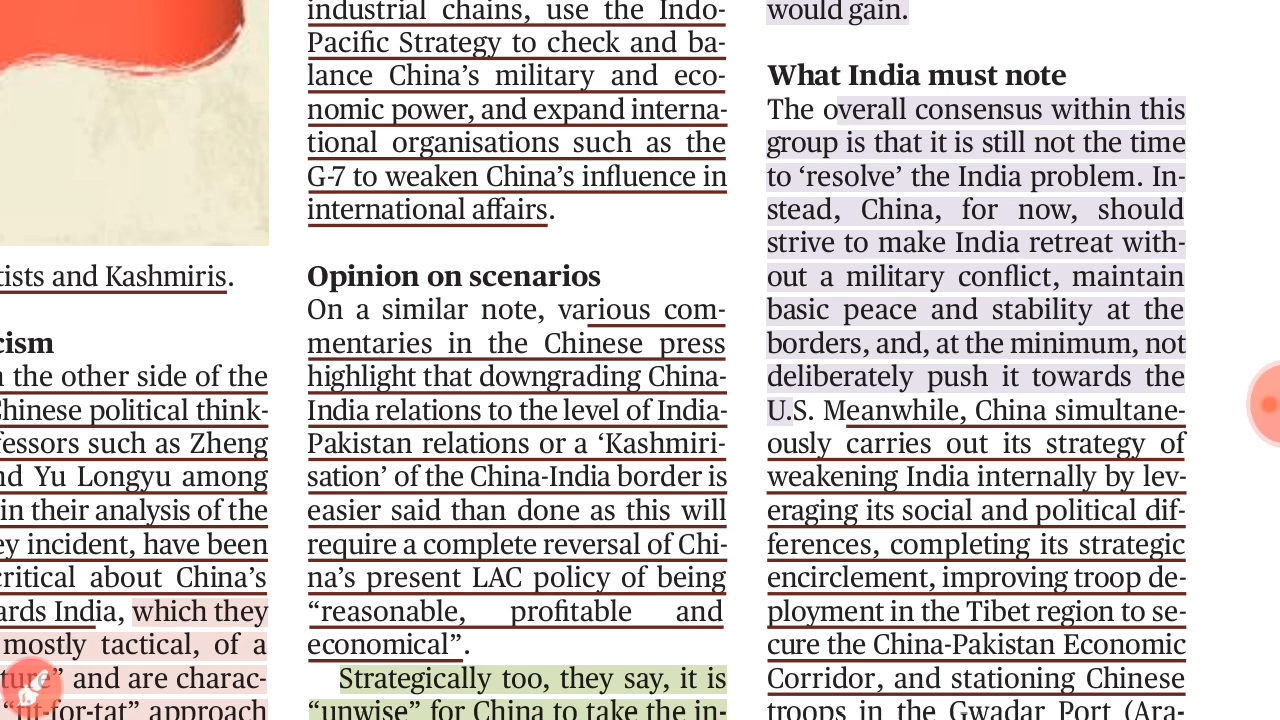 tists and Kashmiris.
cism
the other side of the
Chinese political think-
fessors such as Zheng
nd Yu Longyu among
in their analysis of the
ey incident, have been
critical about China's
ards India, which they
mostly tactical, of a
ture" and are charac-
"tit-for-tat" approach
industrial chains, use the Indo-
Pacific Strategy to check and ba-
lance China's military and eco-
nomic power, and expand interna-
tional organisations such as the
G-7 to weaken China's influence in
international affairs.
Opinion on scenarios
On a similar note, various com-
mentaries in the Chinese press
highlight that downgrading China-
India relations to the level of India-
Pakistan relations or a 'Kashmiri-
sation' of the China-India border is
easier said than done as this will
require a complete reversal of Chi-
na's present LAC policy of being
"reasonable, profitable and
economical".
Strategically too, they say, it is
"unwise" for China to take the in-
would gain.
What India must note
The overall consensus within this
group is that it is still not the time
to 'resolve' the India problem. In-
stead, China, for now, should
strive to make India retreat with-
out a military conflict, maintain
basic peace and stability at the
borders, and, at the minimum, not
deliberately push it towards the
U.S. Meanwhile, China simultane-
ously carries out its strategy of
weakening India internally by lev-
eraging its social and political dif-
ferences, completing its strategic
encirclement, improving troop de-
ployment in the Tibet region to se-
cure the China-Pakistan Economic
Corridor, and stationing Chinese
troops in the Gwadar Port (Ara-